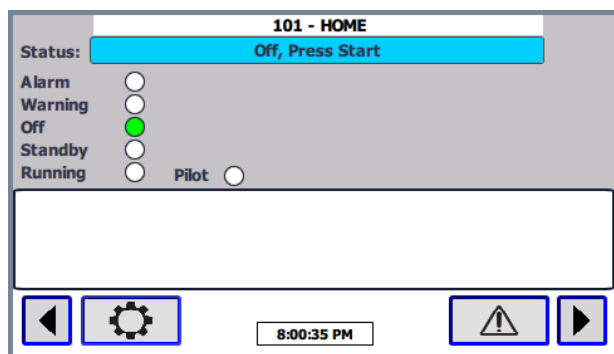 101 - HOME
Status: Off, Press Start
Alarm
Warning
Off
Standby
Running Pilot
8:00:35 PM